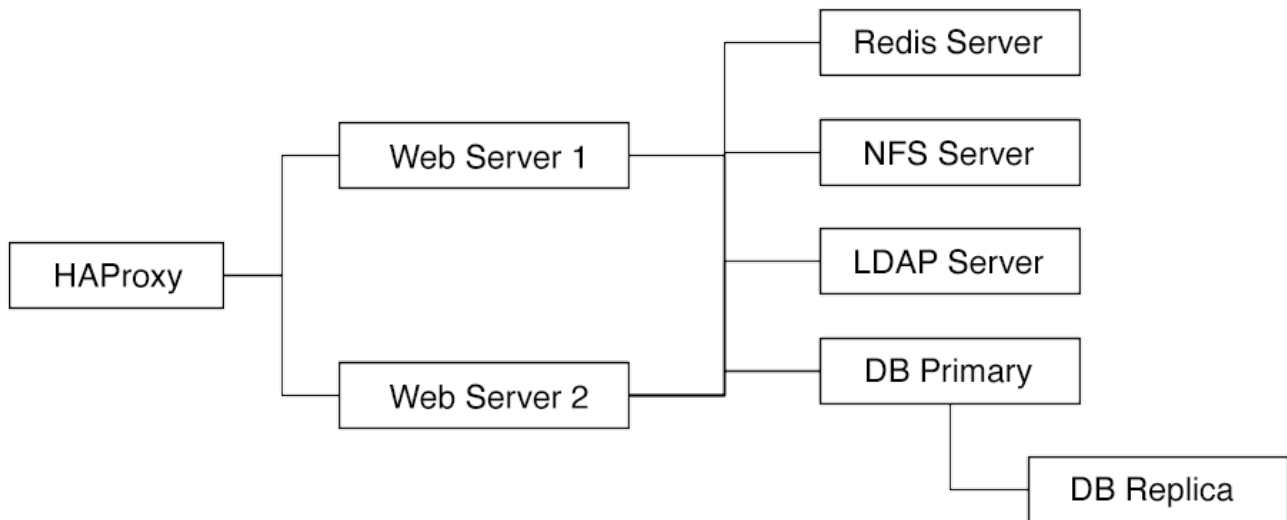 Redis Server
Web Server 1
NFS Server
HAProxy
LDAP Server
Web Server 2
DB Primary
DB Replica